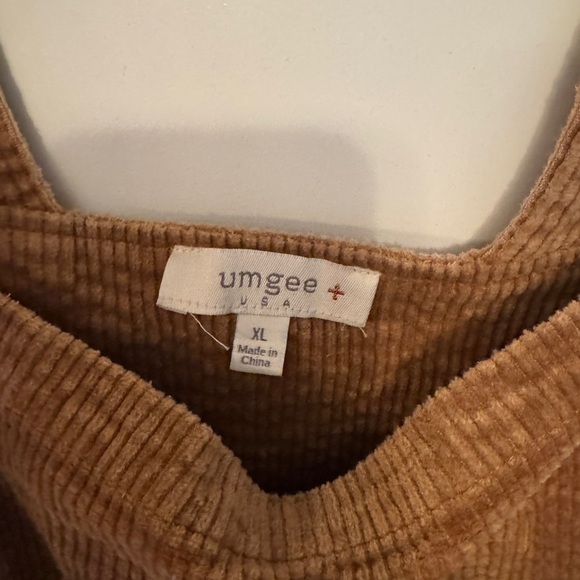 umgee +
USA
XL
Made in
China